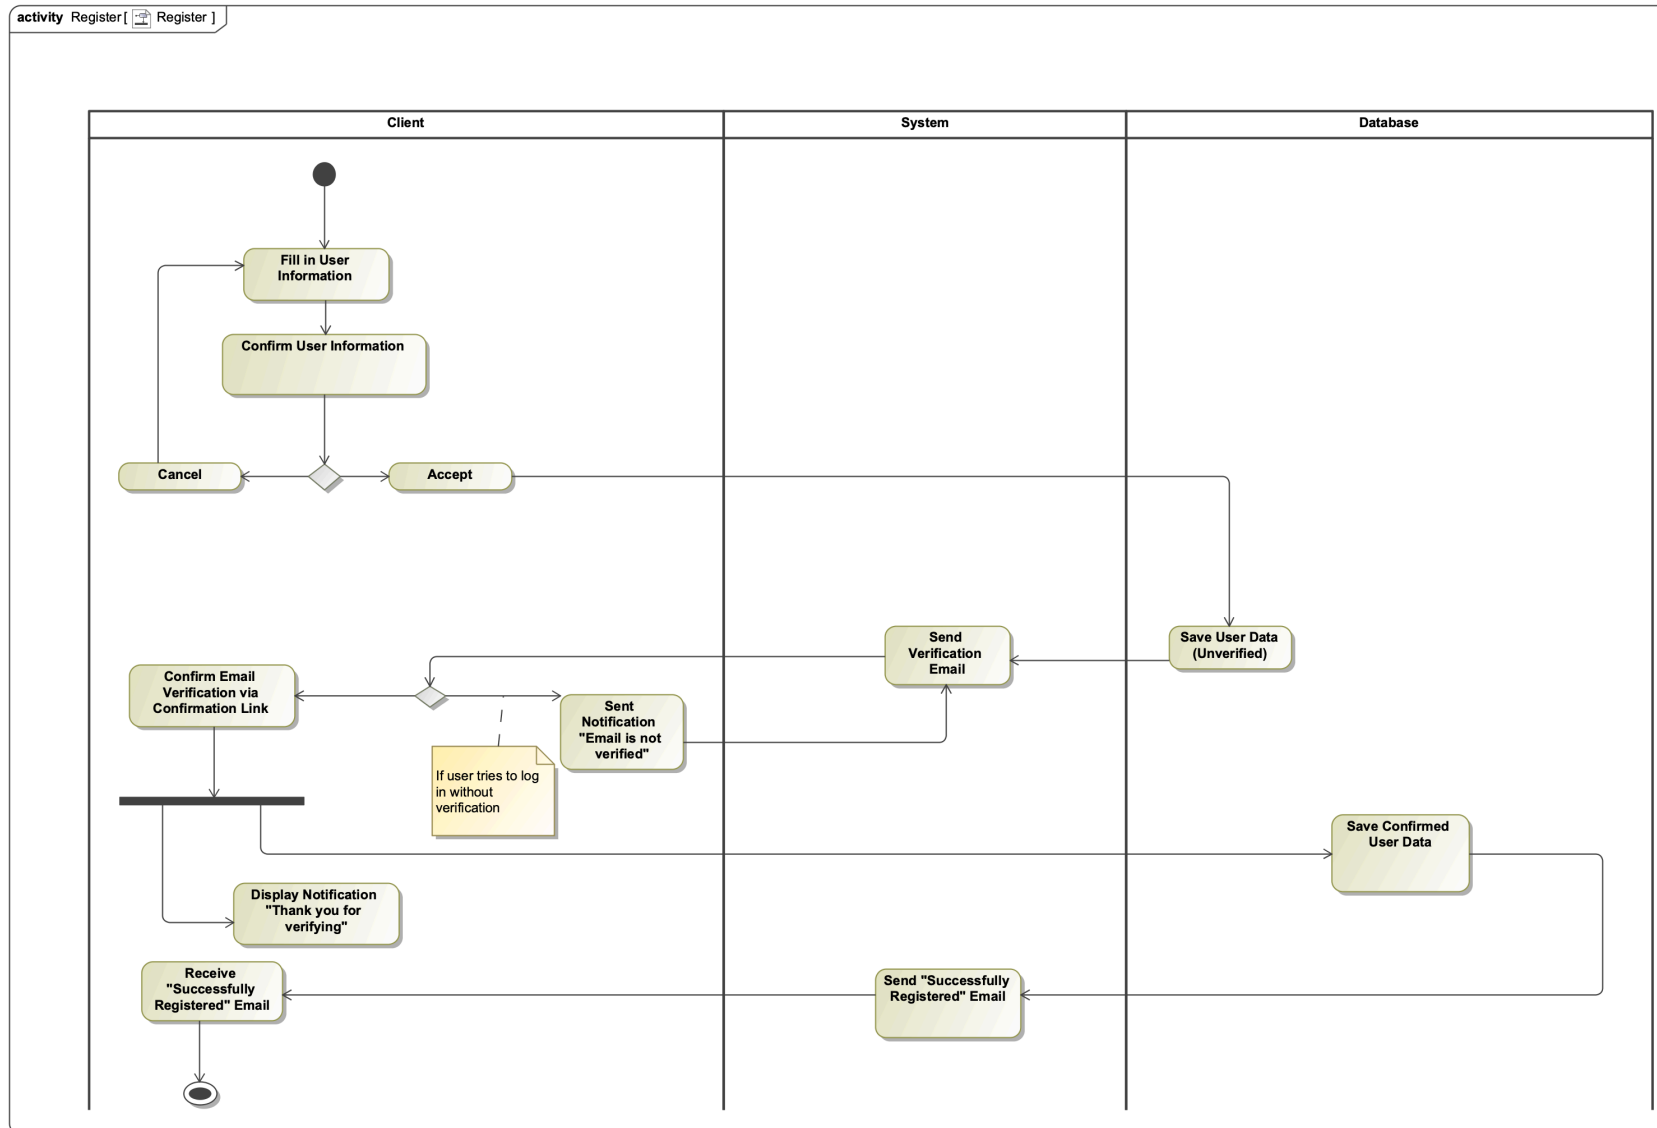 activity Register [ Register ]
Client
System
Database
Fill in User
Information
Confirm User Information
Cancel
Accept
Send
Verification
Email
Save User Data
(Unverified)
Confirm Email
Verification via
Confirmation Link
Sent
Notification
"Email is not
verified"
If user tries to log
in without
verification
Save Confirmed
User Data
Display Notification
"Thank you for
verifying"
Receive
"Successfully
Registered" Email
Send "Successfully
Registered" Email